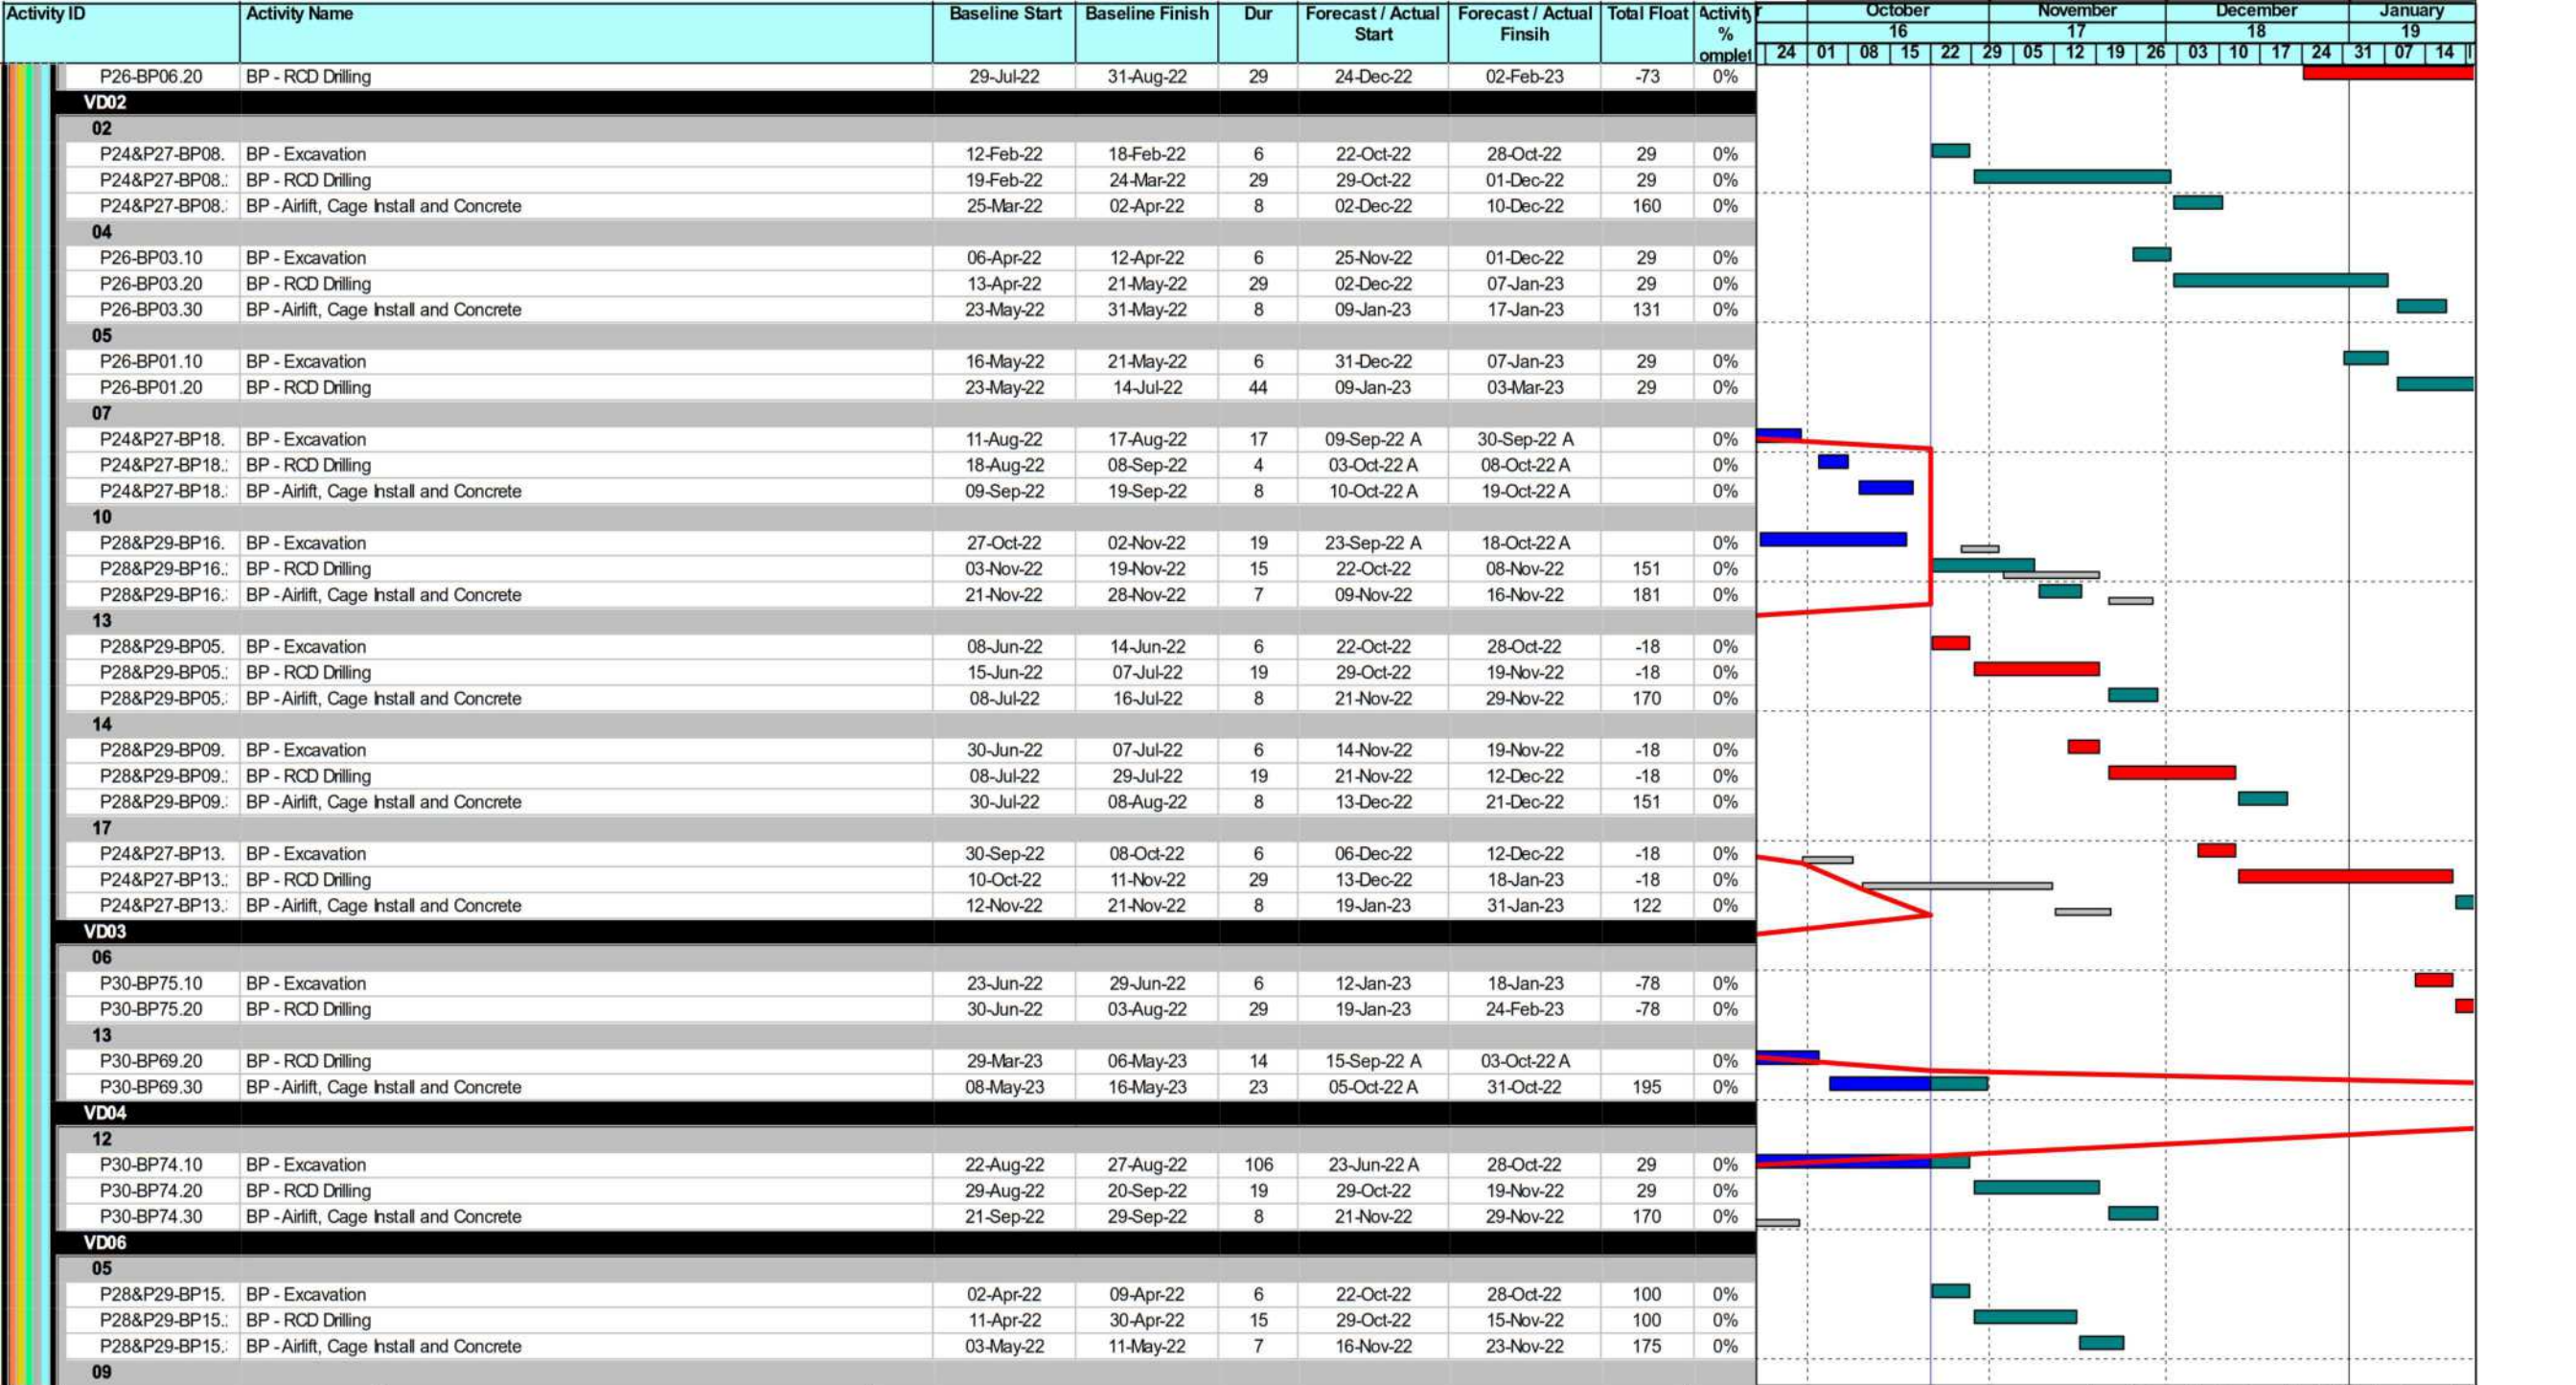 Activity ID Activity Name Baseline Start Baseline Finish Dur Forecast / Actual Start Forecast / Actual Finsih Total Float Activity % omplet
r October November December January
16 17 18 19
24 01 08 15 22 29 05 12 19 26 03 10 17 24 31 07 14
P26-BP06.20 BP - RCD Drilling 29-Jul-22 31-Aug-22 29 24-Dec-22 02-Feb-23 -73 0%
VD02
02
P24&P27-BP08. BP - Excavation 12-Feb-22 18-Feb-22 6 22-Oct-22 28-Oct-22 29 0%
P24&P27-BP08. BP - RCD Drilling 19-Feb-22 24-Mar-22 29 29-Oct-22 01-Dec-22 29 0%
P24&P27-BP08. BP - Airlift, Cage Install and Concrete 25-Mar-22 02-Apr-22 8 02-Dec-22 10-Dec-22 160 0%
04
P26-BP03.10 BP - Excavation 06-Apr-22 12-Apr-22 6 25-Nov-22 01-Dec-22 29 0%
P26-BP03.20 BP - RCD Drilling 13-Apr-22 21-May-22 29 02-Dec-22 07-Jan-23 29 0%
P26-BP03.30 BP - Airlift, Cage Install and Concrete 23-May-22 31-May-22 8 09-Jan-23 17-Jan-23 131 0%
05
P26-BP01.10 BP - Excavation 16-May-22 21-May-22 6 31-Dec-22 07-Jan-23 29 0%
P26-BP01.20 BP - RCD Drilling 23-May-22 14-Jul-22 44 09-Jan-23 03-Mar-23 29 0%
07
P24&P27-BP18. BP - Excavation 11-Aug-22 17-Aug-22 17 09-Sep-22 A 30-Sep-22 A 0%
P24&P27-BP18. BP - RCD Drilling 18-Aug-22 08-Sep-22 4 03-Oct-22 A 08-Oct-22 A 0%
P24&P27-BP18. BP - Airlift, Cage Install and Concrete 09-Sep-22 19-Sep-22 8 10-Oct-22 A 19-Oct-22 A 0%
10
P28&P29-BP16. BP - Excavation 27-Oct-22 02-Nov-22 19 23-Sep-22 A 18-Oct-22 A 0%
P28&P29-BP16. BP - RCD Drilling 03-Nov-22 19-Nov-22 15 22-Oct-22 08-Nov-22 151 0%
P28&P29-BP16. BP - Airlift, Cage Install and Concrete 21-Nov-22 28-Nov-22 7 09-Nov-22 16-Nov-22 181 0%
13
P28&P29-BP05. BP - Excavation 08-Jun-22 14-Jun-22 6 22-Oct-22 28-Oct-22 -18 0%
P28&P29-BP05. BP - RCD Drilling 15-Jun-22 07-Jul-22 19 29-Oct-22 19-Nov-22 -18 0%
P28&P29-BP05. BP - Airlift, Cage Install and Concrete 08-Jul-22 16-Jul-22 8 21-Nov-22 29-Nov-22 170 0%
14
P28&P29-BP09. BP - Excavation 30-Jun-22 07-Jul-22 6 14-Nov-22 19-Nov-22 -18 0%
P28&P29-BP09. BP - RCD Drilling 08-Jul-22 29-Jul-22 19 21-Nov-22 12-Dec-22 -18 0%
P28&P29-BP09. BP - Airlift, Cage Install and Concrete 30-Jul-22 08-Aug-22 8 13-Dec-22 21-Dec-22 151 0%
17
P24&P27-BP13. BP - Excavation 30-Sep-22 08-Oct-22 6 06-Dec-22 12-Dec-22 -18 0%
P24&P27-BP13. BP - RCD Drilling 10-Oct-22 11-Nov-22 29 13-Dec-22 18-Jan-23 -18 0%
P24&P27-BP13. BP - Airlift, Cage Install and Concrete 12-Nov-22 21-Nov-22 8 19-Jan-23 31-Jan-23 122 0%
VD03
06
P30-BP75.10 BP - Excavation 23-Jun-22 29-Jun-22 6 12-Jan-23 18-Jan-23 -78 0%
P30-BP75.20 BP - RCD Drilling 30-Jun-22 03-Aug-22 29 19-Jan-23 24-Feb-23 -78 0%
13
P30-BP69.20 BP - RCD Drilling 29-Mar-23 06-May-23 14 15-Sep-22 A 03-Oct-22 A 0%
P30-BP69.30 BP - Airlift, Cage Install and Concrete 08-May-23 16-May-23 23 05-Oct-22 A 31-Oct-22 195 0%
VD04
12
P30-BP74.10 BP - Excavation 22-Aug-22 27-Aug-22 106 23-Jun-22 A 28-Oct-22 29 0%
P30-BP74.20 BP - RCD Drilling 29-Aug-22 20-Sep-22 19 29-Oct-22 19-Nov-22 29 0%
P30-BP74.30 BP - Airlift, Cage Install and Concrete 21-Sep-22 29-Sep-22 8 21-Nov-22 29-Nov-22 170 0%
VD06
05
P28&P29-BP15. BP - Excavation 02-Apr-22 09-Apr-22 6 22-Oct-22 28-Oct-22 100 0%
P28&P29-BP15. BP - RCD Drilling 11-Apr-22 30-Apr-22 15 29-Oct-22 15-Nov-22 100 0%
P28&P29-BP15. BP - Airlift, Cage Install and Concrete 03-May-22 11-May-22 7 16-Nov-22 23-Nov-22 175 0%
09